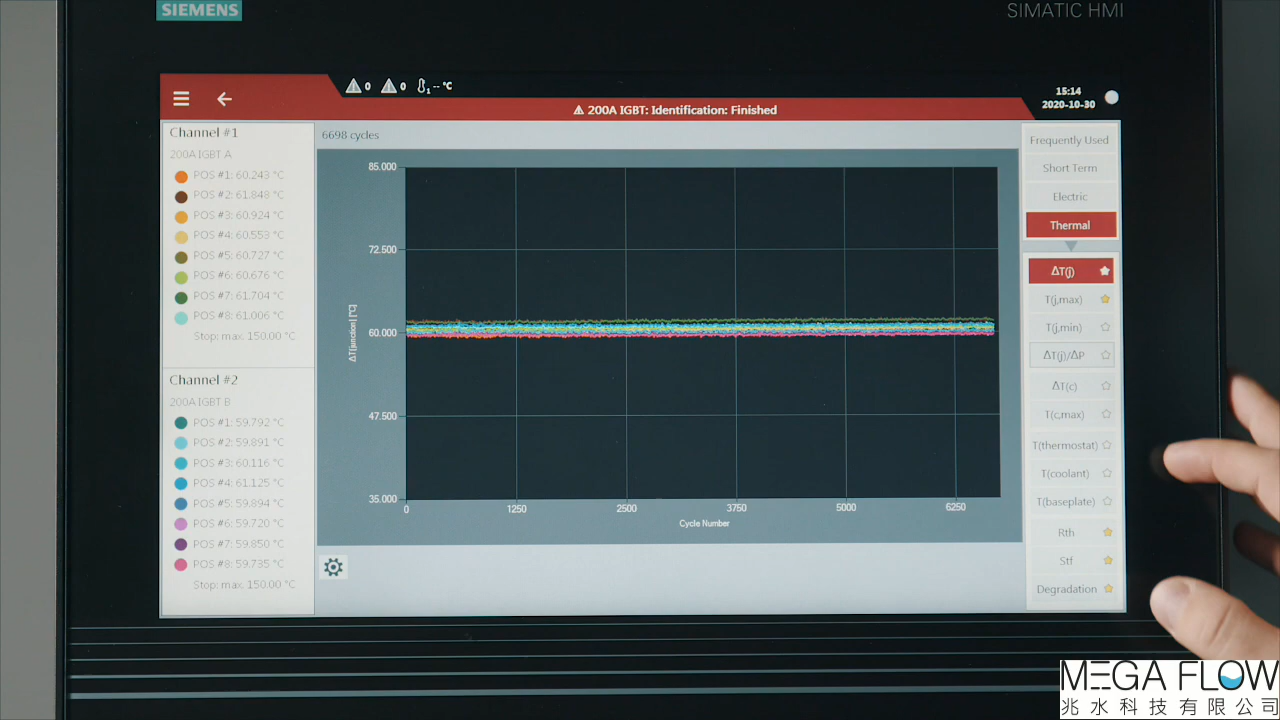 SIEMENS
SIMATIC HMI
0 0 1 -- °C
15:14
2020-10-30
200A IGBT: Identification: Finished
Channel #1
200A IGBT A
POS #1: 60.243 °C
POS #2: 61.848 °C
POS #3: 60.924 °C
POS #4: 60.553 °C
POS #5: 60.727 °C
POS #6: 60.676 °C
POS #7: 61.704 °C
POS #8: 61.006 °C
Stop: max. 150.00 °C
Channel #2
200A IGBT B
POS #1: 59.792 °C
POS #2: 59.891 °C
POS #3: 60.116 °C
POS #4: 61.125 °C
POS #5: 59.894 °C
POS #6: 59.720 °C
POS #7: 59.850 °C
POS #8: 59.735 °C
Stop: max. 150.00 °C
6698 cycles
85.000
72.500
60.000
47.500
35.000
ΔT(junction) [°C]
0 1250 2500 3750 5000 6250
Cycle Number
Frequently Used
Short Term
Electric
Thermal
ΔT(j)
T(j,max)
T(j,min)
ΔT(j)/ΔP
ΔT(c)
T(c,max)
T(thermostat)
T(coolant)
T(baseplate)
Rth
Stf
Degradation
MEGA FLOW
兆水科技有限公司